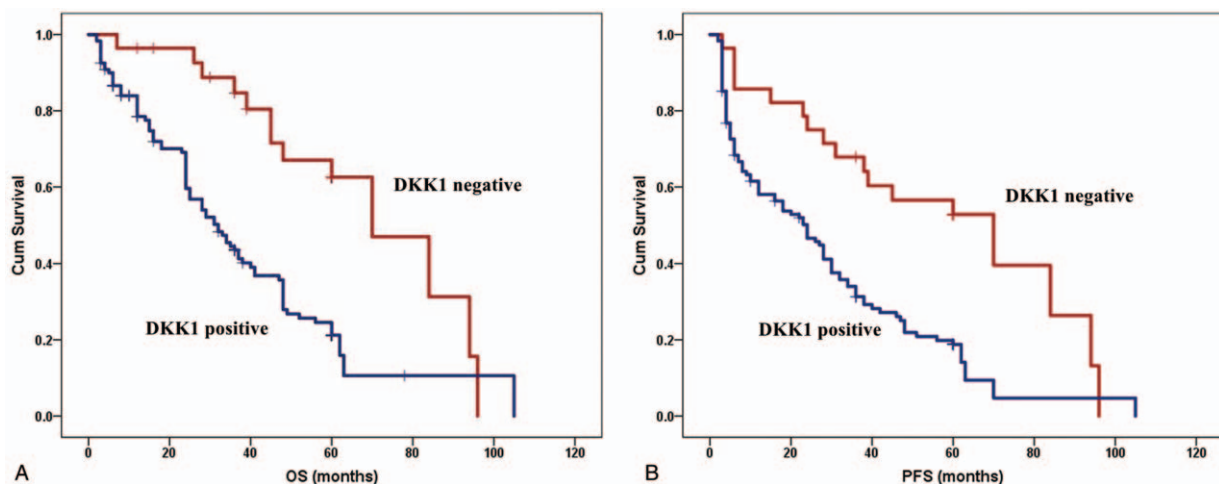 1.0
0.8
0.6
0.4
0.2
0.0
Cum Survival
DKK1 negative
DKK1 positive
0 20 40 60 80 100 120
OS (months)
A
1.0
0.8
0.6
0.4
0.2
0.0
Cum Survival
DKK1 negative
DKK1 positive
0 20 40 60 80 100 120
PFS (months)
B